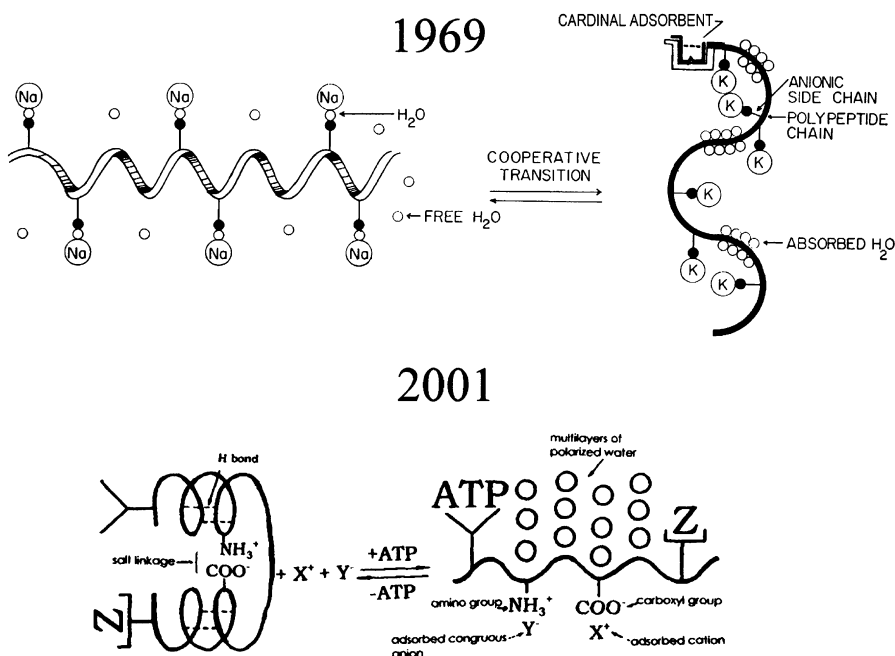 1969
CARDINAL ADSORBENT
Na
Na
Na
H₂O
K
K
ANIONIC
SIDE CHAIN
POLYPEPTIDE
CHAIN
K
COOPERATIVE
TRANSITION
K
FREE H₂O
Na
Na
Na
ABSORBED H₂O
K
K
2001
H bond
multilayers of
polarized water
ATP
Z
NH₃⁺
salt linkage
COO⁻
+ X⁺ + Y⁻
+ATP
-ATP
Z
amino group
NH₃⁺
COO⁻
carboxyl group
adsorbed congruous
anion
Y⁻
X⁺
adsorbed cation